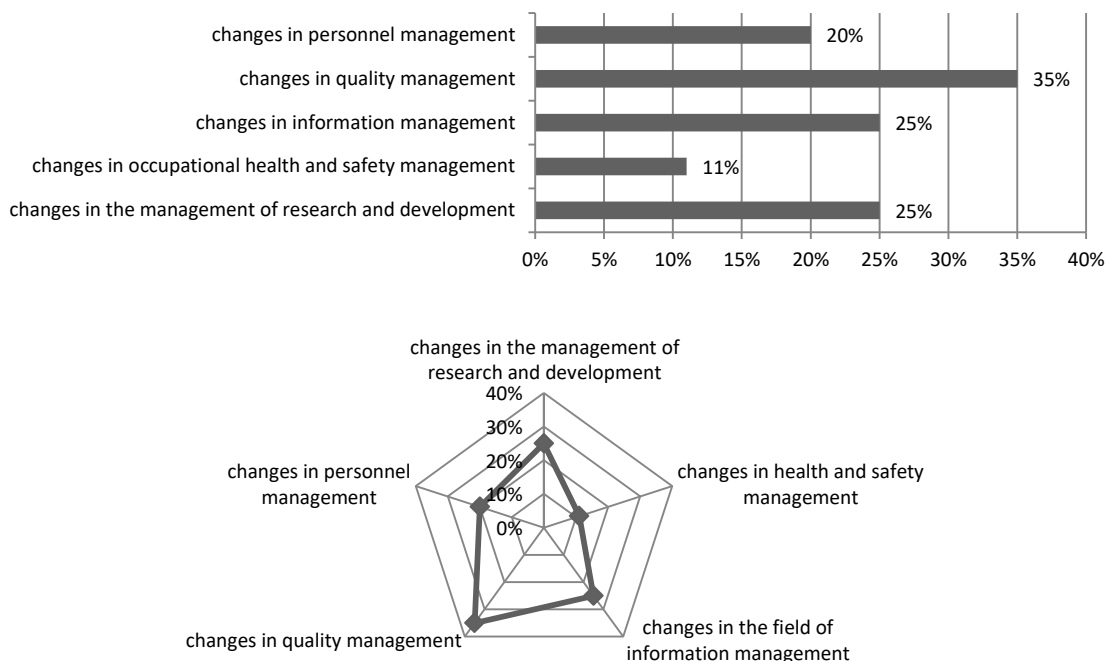 changes in personnel management
20%
changes in quality management
35%
changes in information management
25%
changes in occupational health and safety management
11%
changes in the management of research and development
25%
0% 5% 10% 15% 20% 25% 30% 35% 40%
changes in the management of
research and development
40%
30%
20%
10%
0%
changes in personnel
management
changes in health and safety
management
changes in quality management
changes in the field of
information management